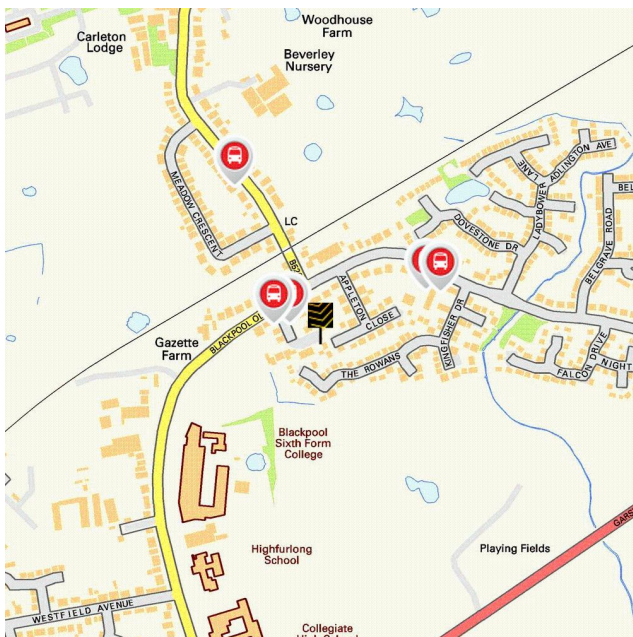 Woodhouse
Farm
Carleton
Lodge
Beverley
Nursery
MEADOW CRESCENT
LC
ADLINGTON AVE
LANE
LADYBOWER
DOVESTONE DR
BELGRAVE ROAD
APPLETON
CLOSE
KINGFISHER DR
THE ROWANS
FALCON DRIVE
Gazette
Farm
BLACKPOOL
Blackpool
Sixth Form
College
Highfurlong
School
Playing Fields
WESTFIELD AVENUE
Collegiate